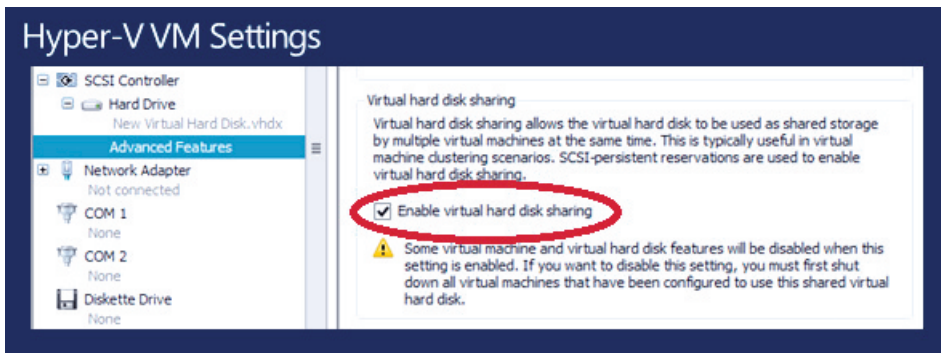 Hyper-V VM Settings
SCSI Controller
Hard Drive
New Virtual Hard Disk.vhdx
Advanced Features
Network Adapter
Not connected
COM 1
None
COM 2
None
Diskette Drive
None
Virtual hard disk sharing
Virtual hard disk sharing allows the virtual hard disk to be used as shared storage
by multiple virtual machines at the same time. This is typically useful in virtual
machine clustering scenarios. SCSI-persistent reservations are used to enable
virtual hard disk sharing.
Enable virtual hard disk sharing
Some virtual machine and virtual hard disk features will be disabled when this
setting is enabled. If you want to disable this setting, you must first shut
down all virtual machines that have been configured to use this shared virtual
hard disk.